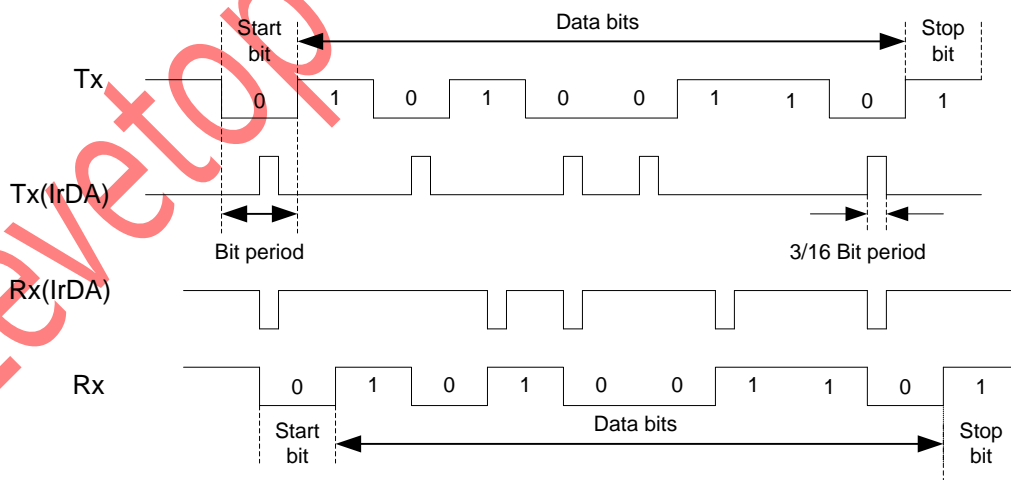 Start bit
Data bits
Stop bit
Tx
0 1 0 1 0 0 1 1 0 1
Tx(IrDA)
Bit period
3/16 Bit period
Rx(IrDA)
Rx
0 1 0 1 0 0 1 1 0 1
Start bit
Data bits
Stop bit